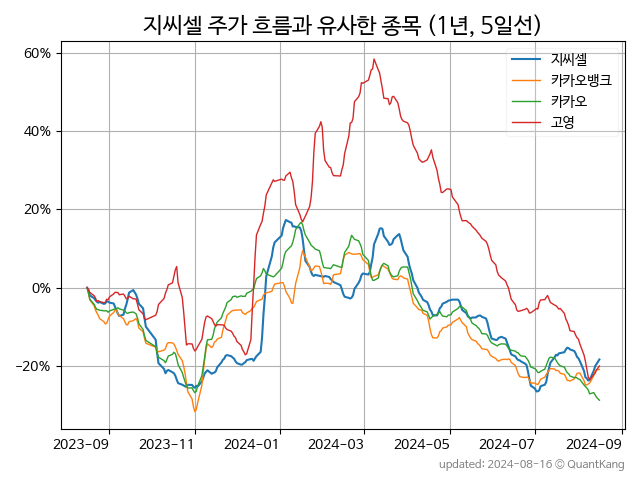 지씨셀 주가 흐름과 유사한 종목 (1년, 5일선)
지씨셀
카카오뱅크
카카오
고영
60%
40%
20%
0%
−20%
2023-09
2023-11
2024-01
2024-03
2024-05
2024-07
2024-09
updated: 2024-08-16 © QuantKang